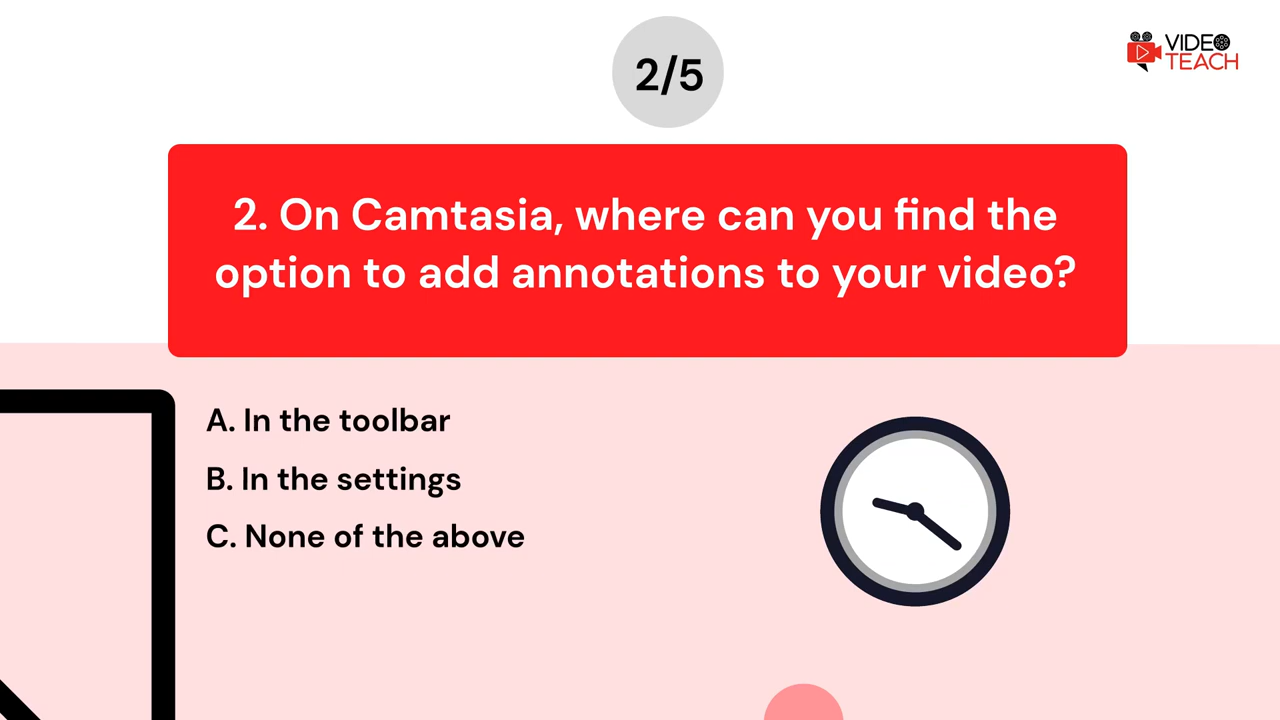 2/5
VIDEO
TEACH
2. On Camtasia, where can you find the
option to add annotations to your video?
A. In the toolbar
B. In the settings
C. None of the above